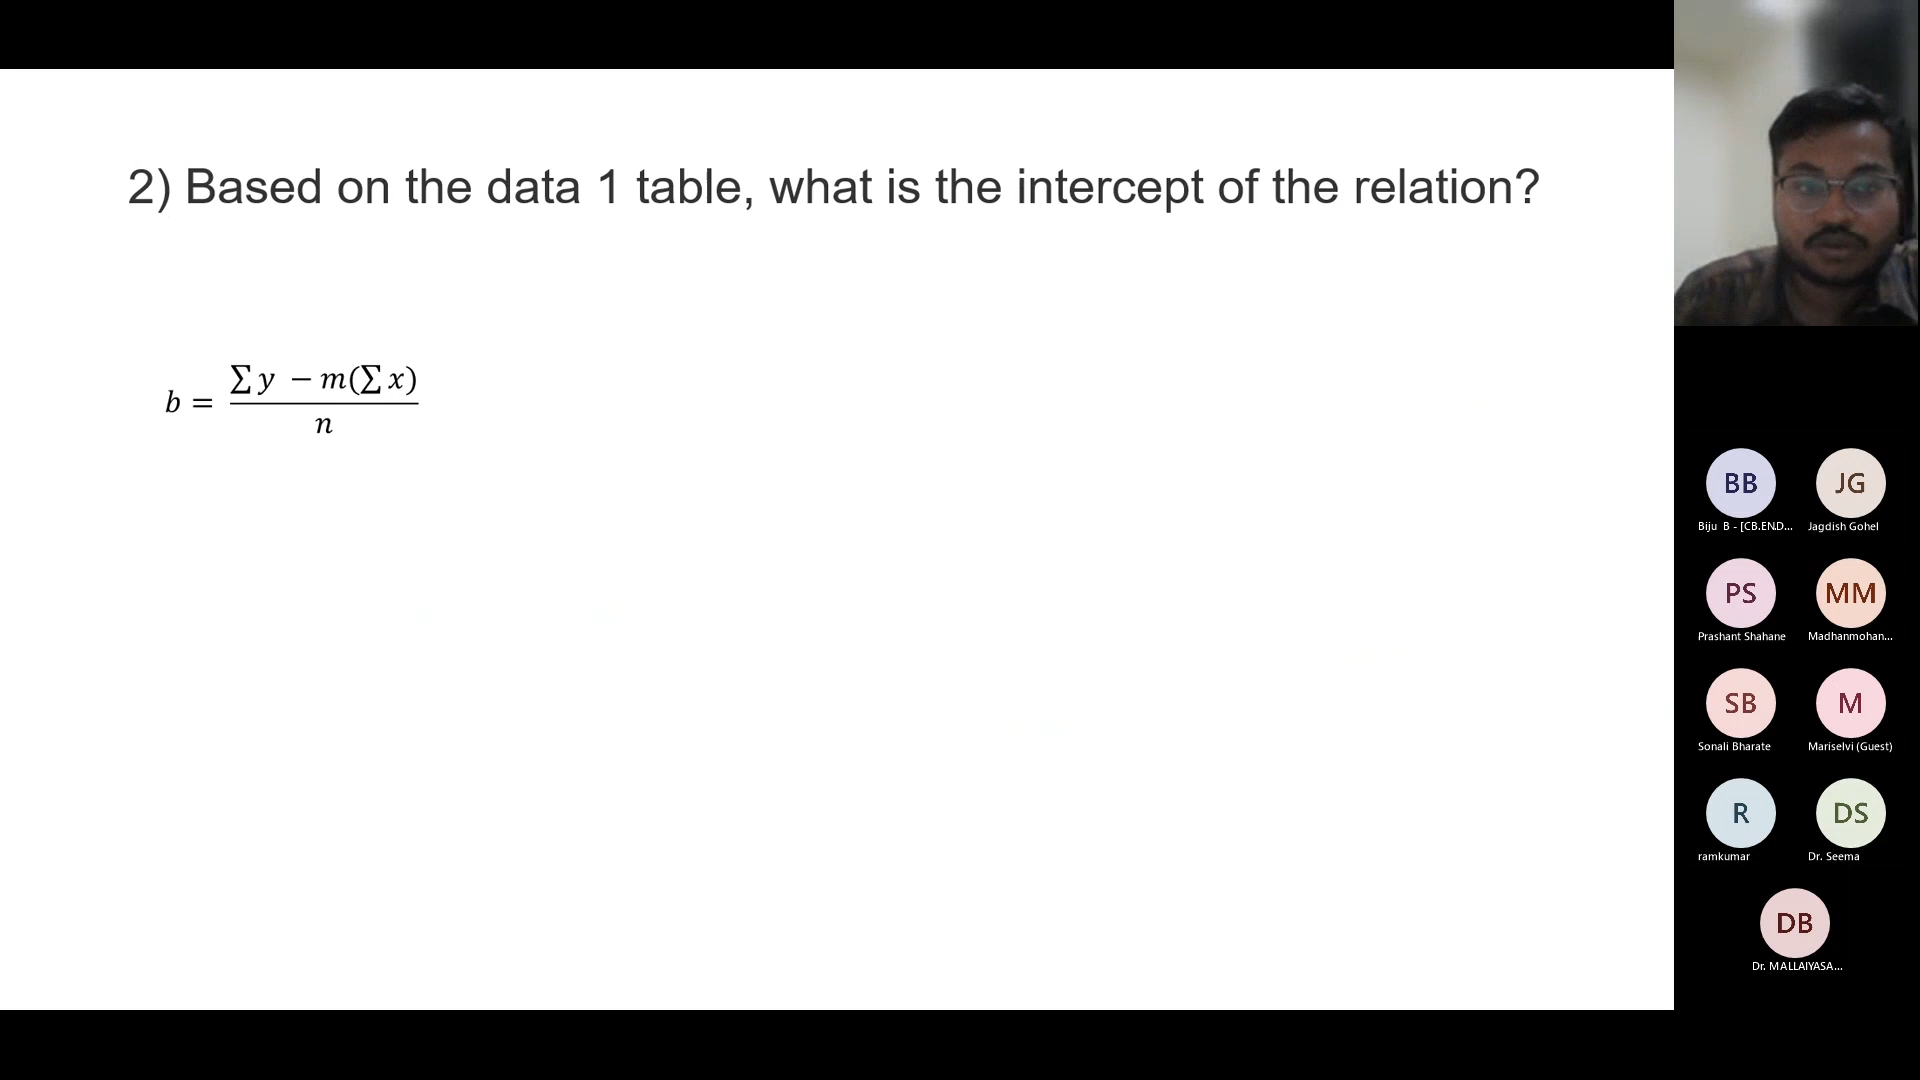 2) Based on the data 1 table, what is the intercept of the relation?
b = (∑ y − m(∑ x)) / n
BB
JG
Biju B - [CB.EN.D...
Jagdish Gohel
PS
MM
Prashant Shahane
Madhanmohan...
SB
M
Sonali Bharate
Mariselvi (Guest)
R
DS
ramkumar
Dr. Seema
DB
Dr. MALLAIYASA...